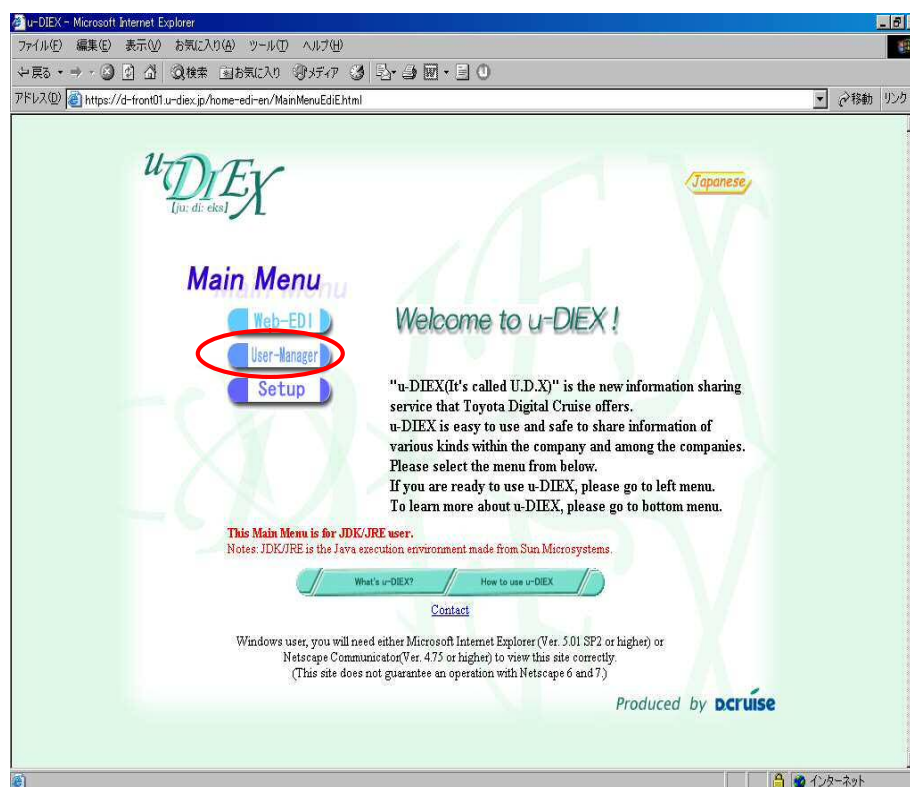 u-DIEX - Microsoft Internet Explorer
ファイル(F) 編集(E) 表示(V) お気に入り(A) ツール(T) ヘルプ(H)
戻る 検索 お気に入り メディア
アドレス(D) https://d-front01.u-diex.jp/home-edi-en/MainMenuEdiE.html 移動 リンク
u-DIEX
[ju: di: eks]
Japanese
Main Menu
Web-EDI
User-Manager
Setup
Welcome to u-DIEX !
"u-DIEX(It's called U.D.X)" is the new information sharing
service that Toyota Digital Cruise offers.
u-DIEX is easy to use and safe to share information of
various kinds within the company and among the companies.
Please select the menu from below.
If you are ready to use u-DIEX, please go to left menu.
To learn more about u-DIEX, please go to bottom menu.
This Main Menu is for JDK/JRE user.
Notes: JDK/JRE is the Java execution environment made from Sun Microsystems.
What's u-DIEX? How to use u-DIEX
Contact
Windows user, you will need either Microsoft Internet Explorer (Ver. 5.01 SP2 or higher) or
Netscape Communicator(Ver. 4.75 or higher) to view this site correctly.
(This site does not guarantee an operation with Netscape 6 and 7.)
Produced by D.cruise
インターネット